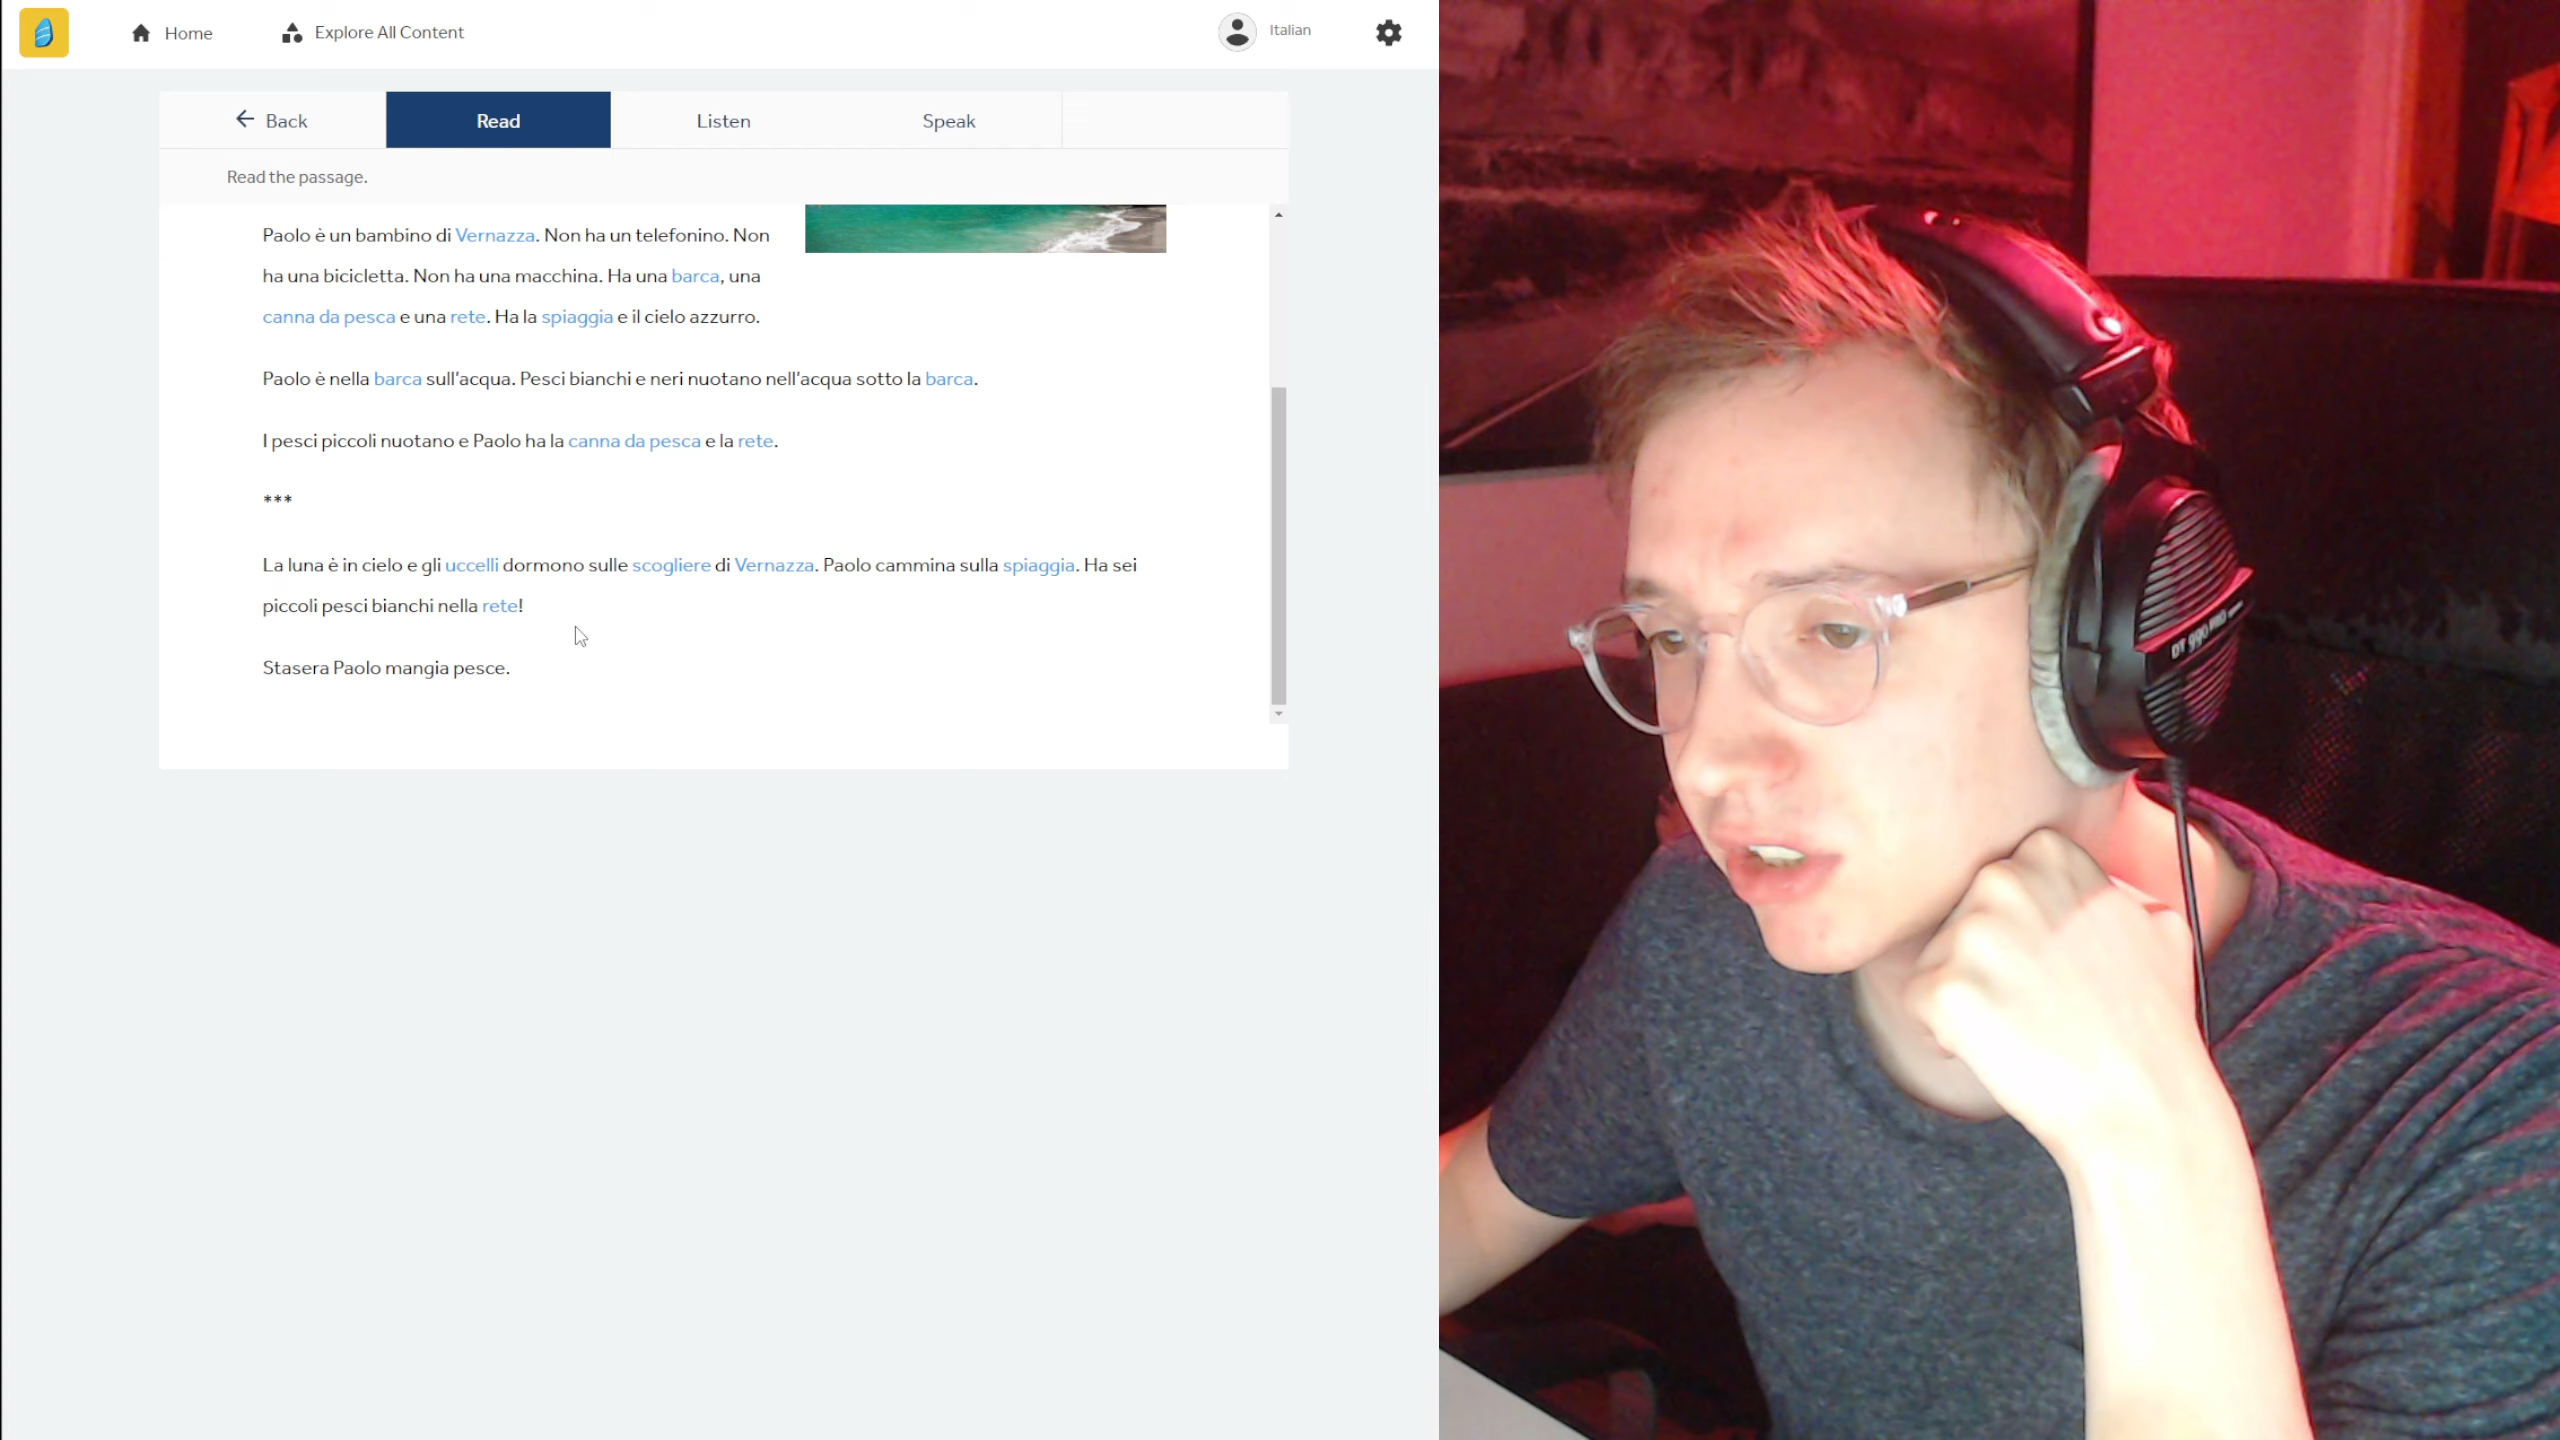 Home
Explore All Content
Italian
Back
Read
Listen
Speak
Read the passage.
Paolo è un bambino di Vernazza. Non ha un telefonino. Non
ha una bicicletta. Non ha una macchina. Ha una barca, una
canna da pesca e una rete. Ha la spiaggia e il cielo azzurro.
Paolo è nella barca sull'acqua. Pesci bianchi e neri nuotano nell'acqua sotto la barca.
I pesci piccoli nuotano e Paolo ha la canna da pesca e la rete.
***
La luna è in cielo e gli uccelli dormono sulle scogliere di Vernazza. Paolo cammina sulla spiaggia. Ha sei
piccoli pesci bianchi nella rete!
Stasera Paolo mangia pesce.
DT 990 PRO